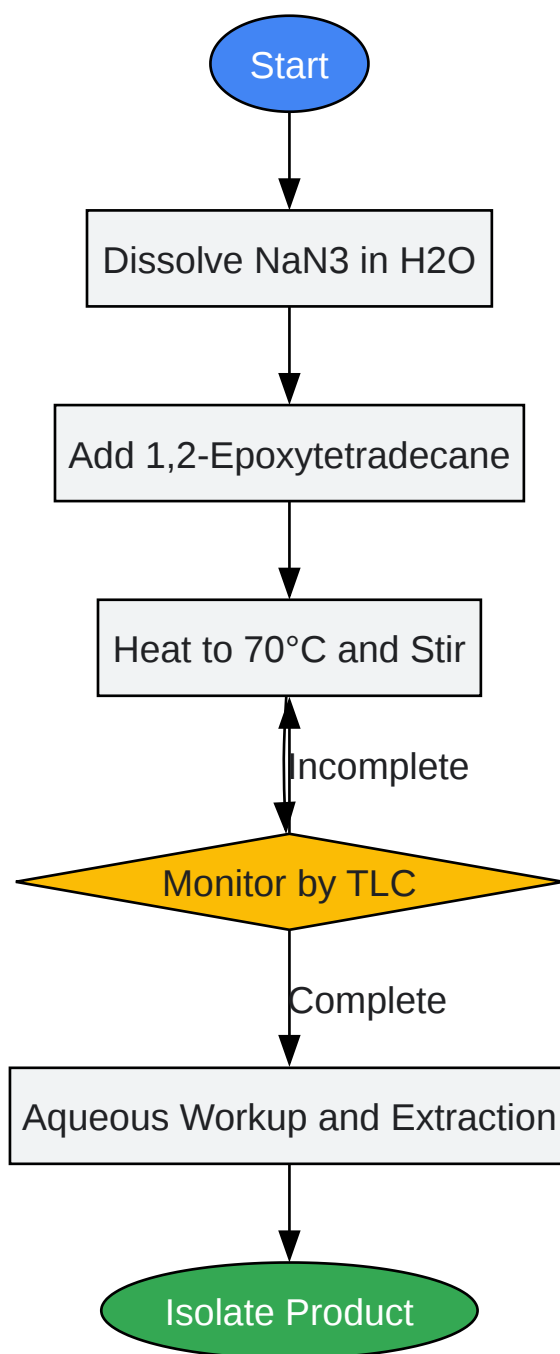 Start
Dissolve NaN3 in H2O
Add 1,2-Epoxytetradecane
Heat to 70°C and Stir
Incomplete
Monitor by TLC
Complete
Aqueous Workup and Extraction
Isolate Product